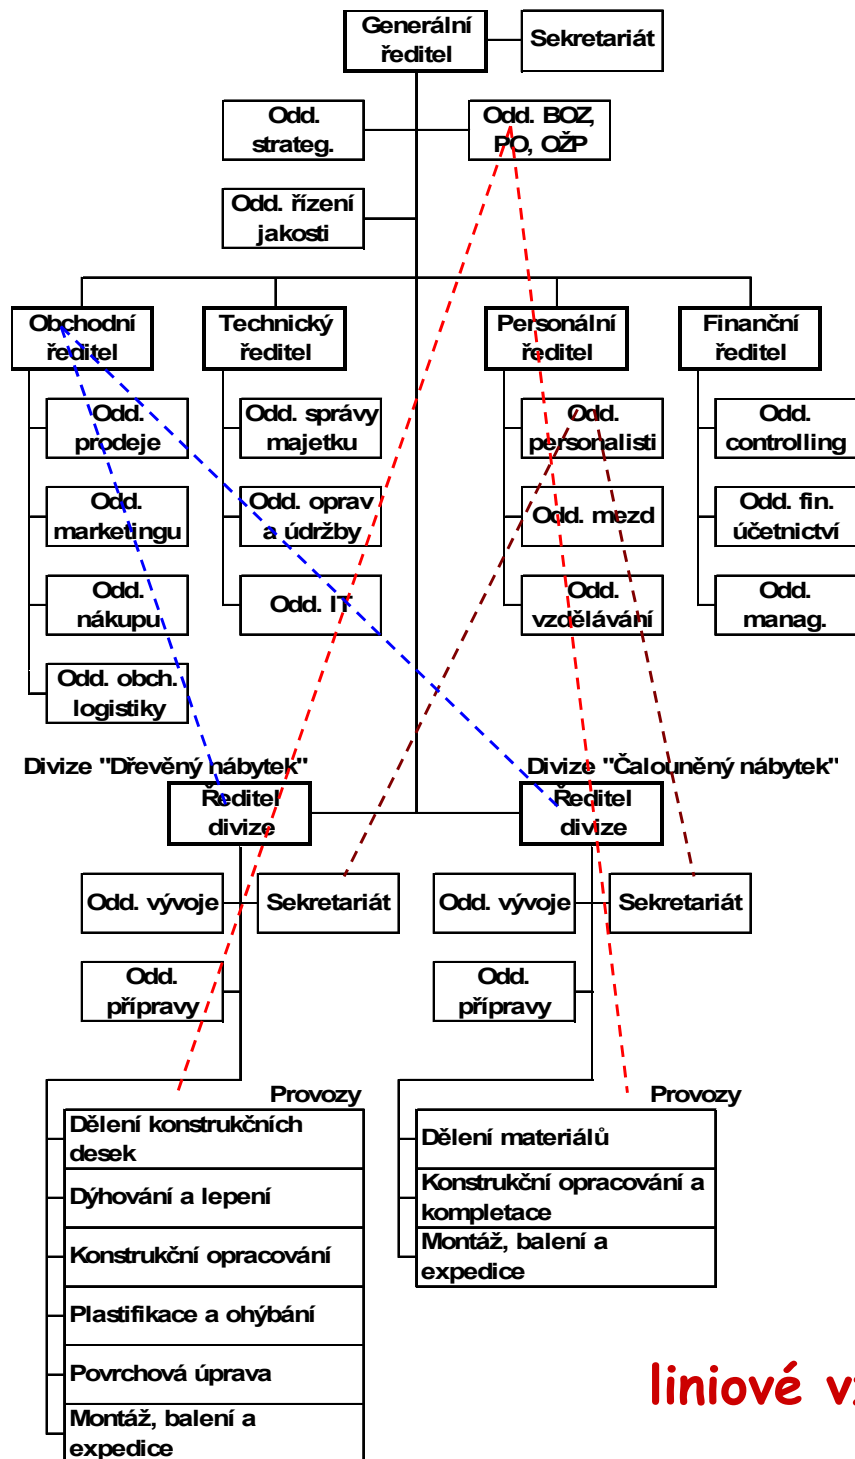 Generální
ředitel
Sekretariát
Odd.
strateg.
Odd. BOZ,
PO, OŽP
Odd. řízení
jakosti
Obchodní
ředitel
Technický
ředitel
Personální
ředitel
Finanční
ředitel
Odd.
prodeje
Odd. správy
majetku
Odd.
personalisti
Odd.
controlling
Odd.
marketingu
Odd. oprav
a údržby
Odd. mezd
Odd. fin.
účetnictví
Odd.
nákupu
Odd. IT
Odd.
vzdělávání
Odd.
manag.
Odd. obch.
logistiky
Divize "Dřevěný nábytek"
Divize "Čalouněný nábytek"
Ředitel
divize
Ředitel
divize
Odd. vývoje
Sekretariát
Odd. vývoje
Sekretariát
Odd.
přípravy
Odd.
přípravy
Provozy
Dělení konstrukčních
desek
Dýhování a lepení
Konstrukční opracování
Plastifikace a ohýbání
Povrchová úprava
Montáž, balení a
expedice
Provozy
Dělení materiálů
Konstrukční opracování a
kompletace
Montáž, balení a
expedice
liniové